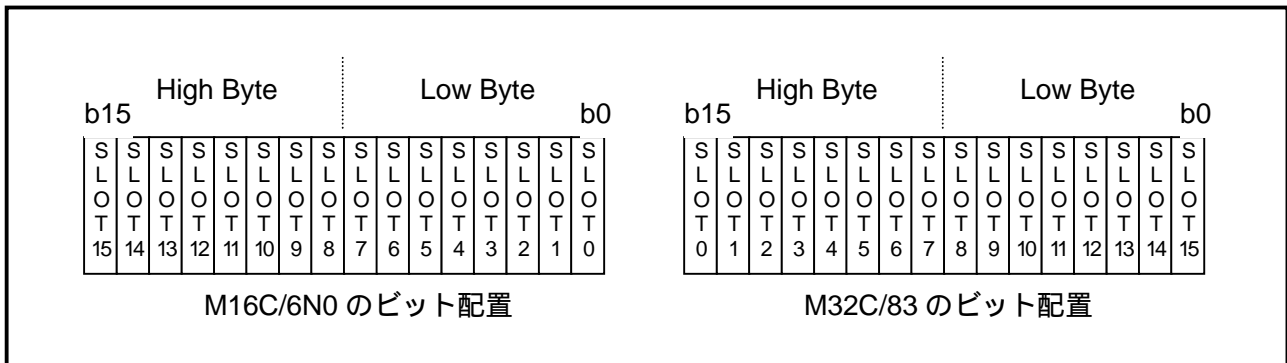 High Byte Low Byte
b15 b0
SLOT15 SLOT14 SLOT13 SLOT12 SLOT11 SLOT10 SLOT9 SLOT8 SLOT7 SLOT6 SLOT5 SLOT4 SLOT3 SLOT2 SLOT1 SLOT0
M16C/6N0 のビット配置
High Byte Low Byte
b15 b0
SLOT0 SLOT1 SLOT2 SLOT3 SLOT4 SLOT5 SLOT6 SLOT7 SLOT8 SLOT9 SLOT10 SLOT11 SLOT12 SLOT13 SLOT14 SLOT15
M32C/83 のビット配置